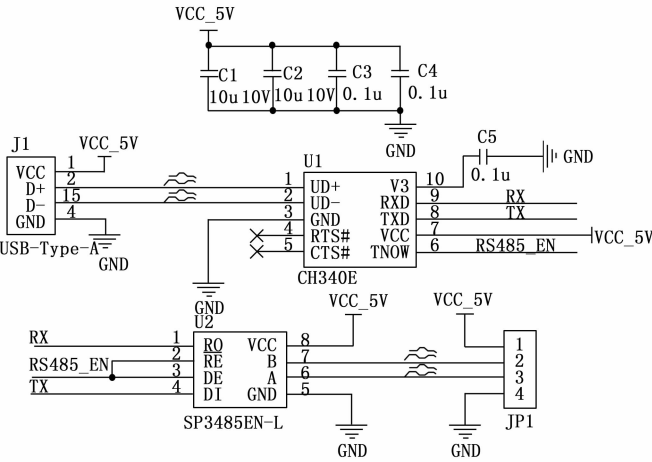 VCC_5V
C1 C2 C3 C4
10u 10V 10u 10V 0.1u 0.1u
GND
J1 VCC_5V
VCC 1
D+ 2
D- 15
GND 4
USB-Type-A
GND
U1
1 UD+
2 UD-
3 GND
4 RTS#
5 CTS#
V3 10
RXD 9 RX
TXD 8 TX
VCC 7 VCC_5V
TNOW 6 RS485_EN
CH340E
C5
0.1u
GND
GND
U2
RX 1 RO
2 RE
RS485_EN 3 DE
TX 4 DI
VCC 8
B 7
A 6
GND 5
SP3485EN-L
VCC_5V
GND
VCC_5V
1
2
3
4
JP1
GND